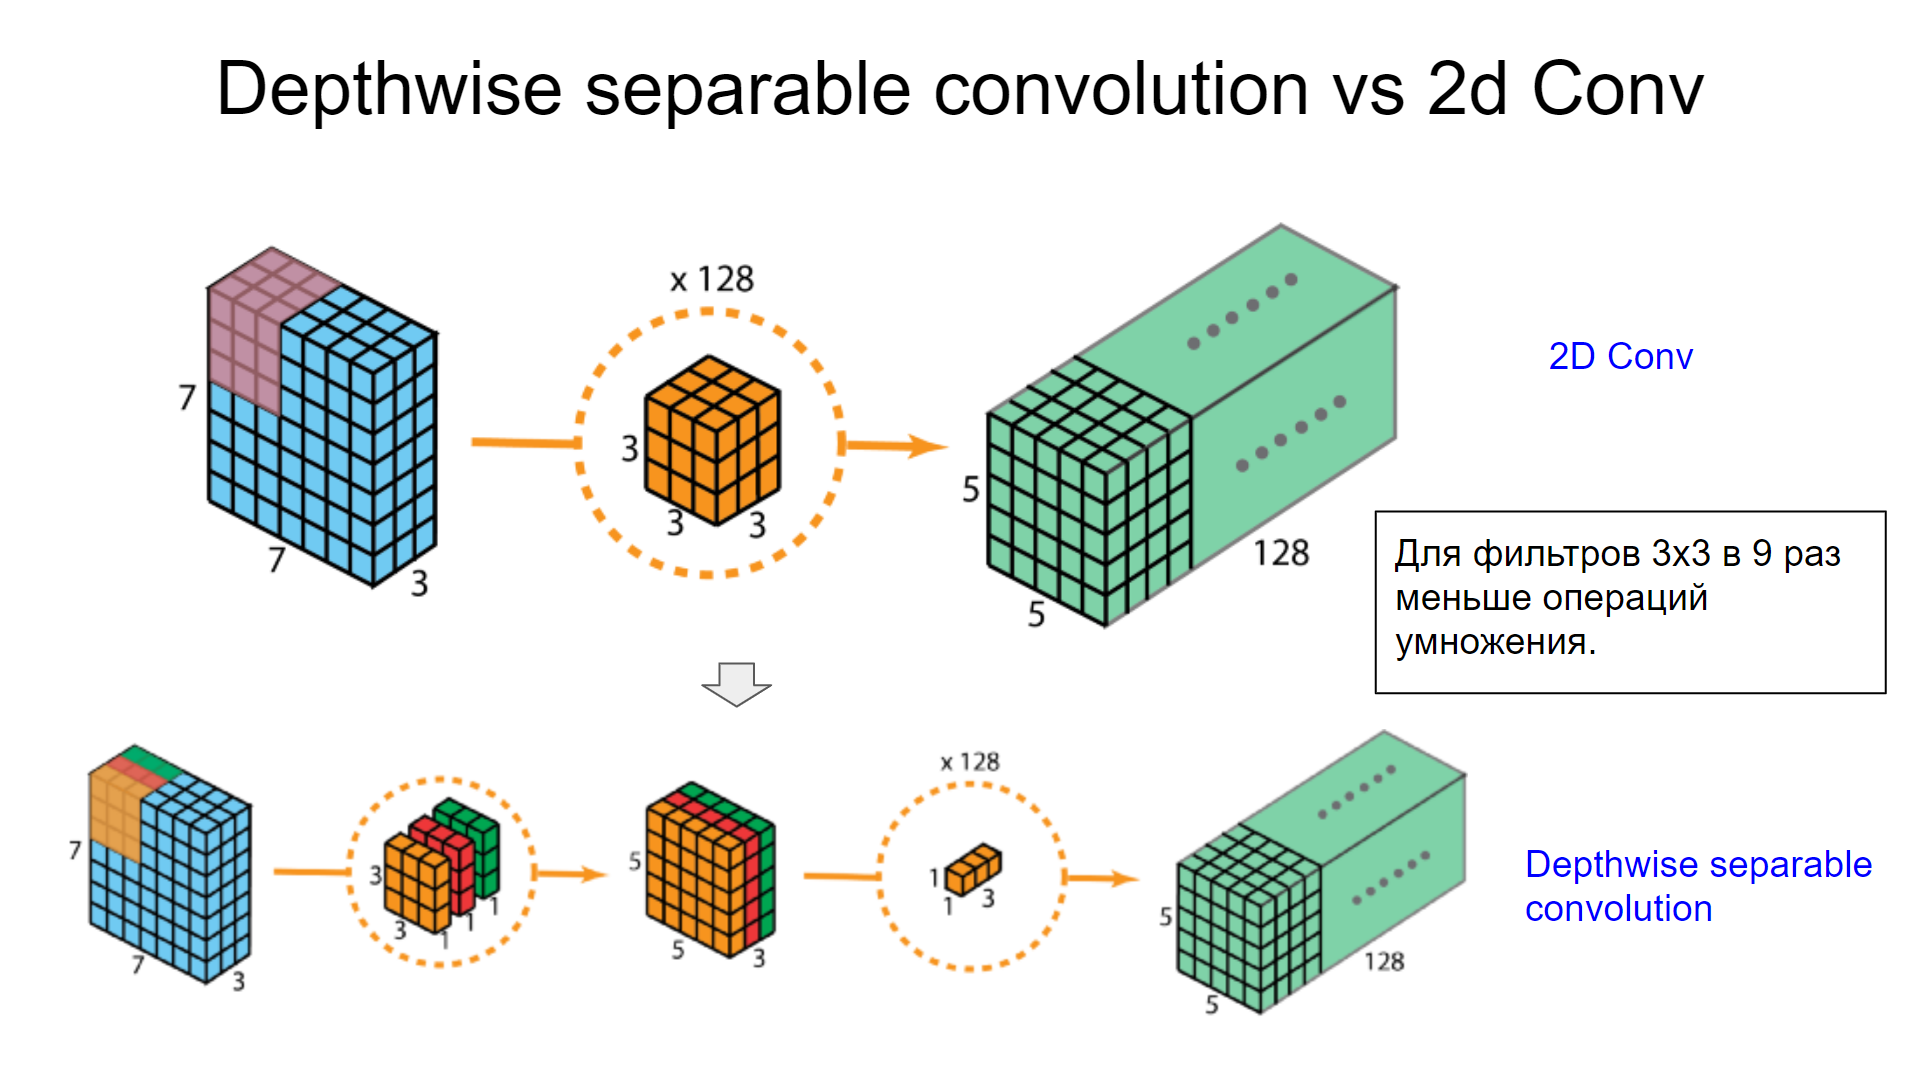 Depthwise separable convolution vs 2d Conv
x 128
7
7
3
3
3
3
5
5
128
2D Conv
Для фильтров 3x3 в 9 раз
меньше операций
умножения.
7
7
3
3
3
1
1
1
5
5
3
x 128
1
1
3
5
5
128
Depthwise separable
convolution